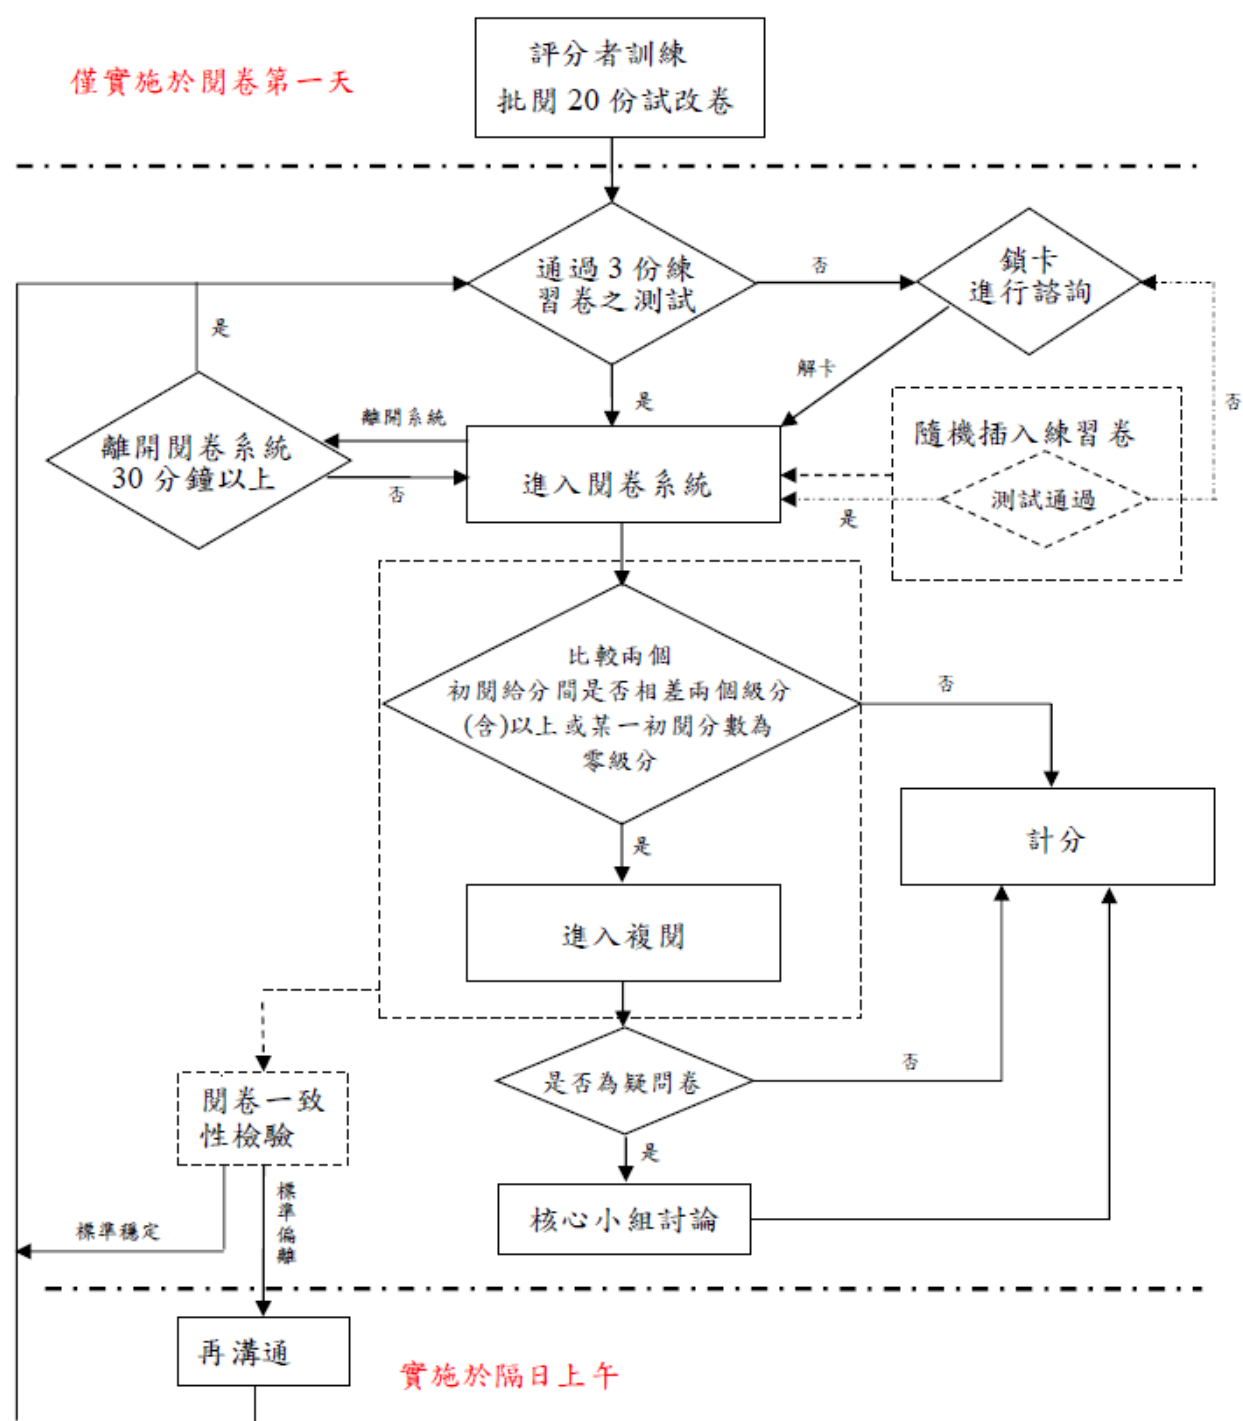 評分者訓練
批閱20份試改卷
僅實施於閱卷第一天
通過3份練
習卷之測試
否
鎖卡
進行諮詢
是
解卡
是
否
離開系統
離開閱卷系統
30分鐘以上
否
進入閱卷系統
隨機插入練習卷
測試通過
是
比較兩個
初閱給分間是否相差兩個級分
(含)以上或某一初閱分數為
零級分
否
是
計分
進入複閱
是否為疑問卷
否
是
閱卷一致
性檢驗
標準穩定
標準偏離
核心小組討論
再溝通
實施於隔日上午